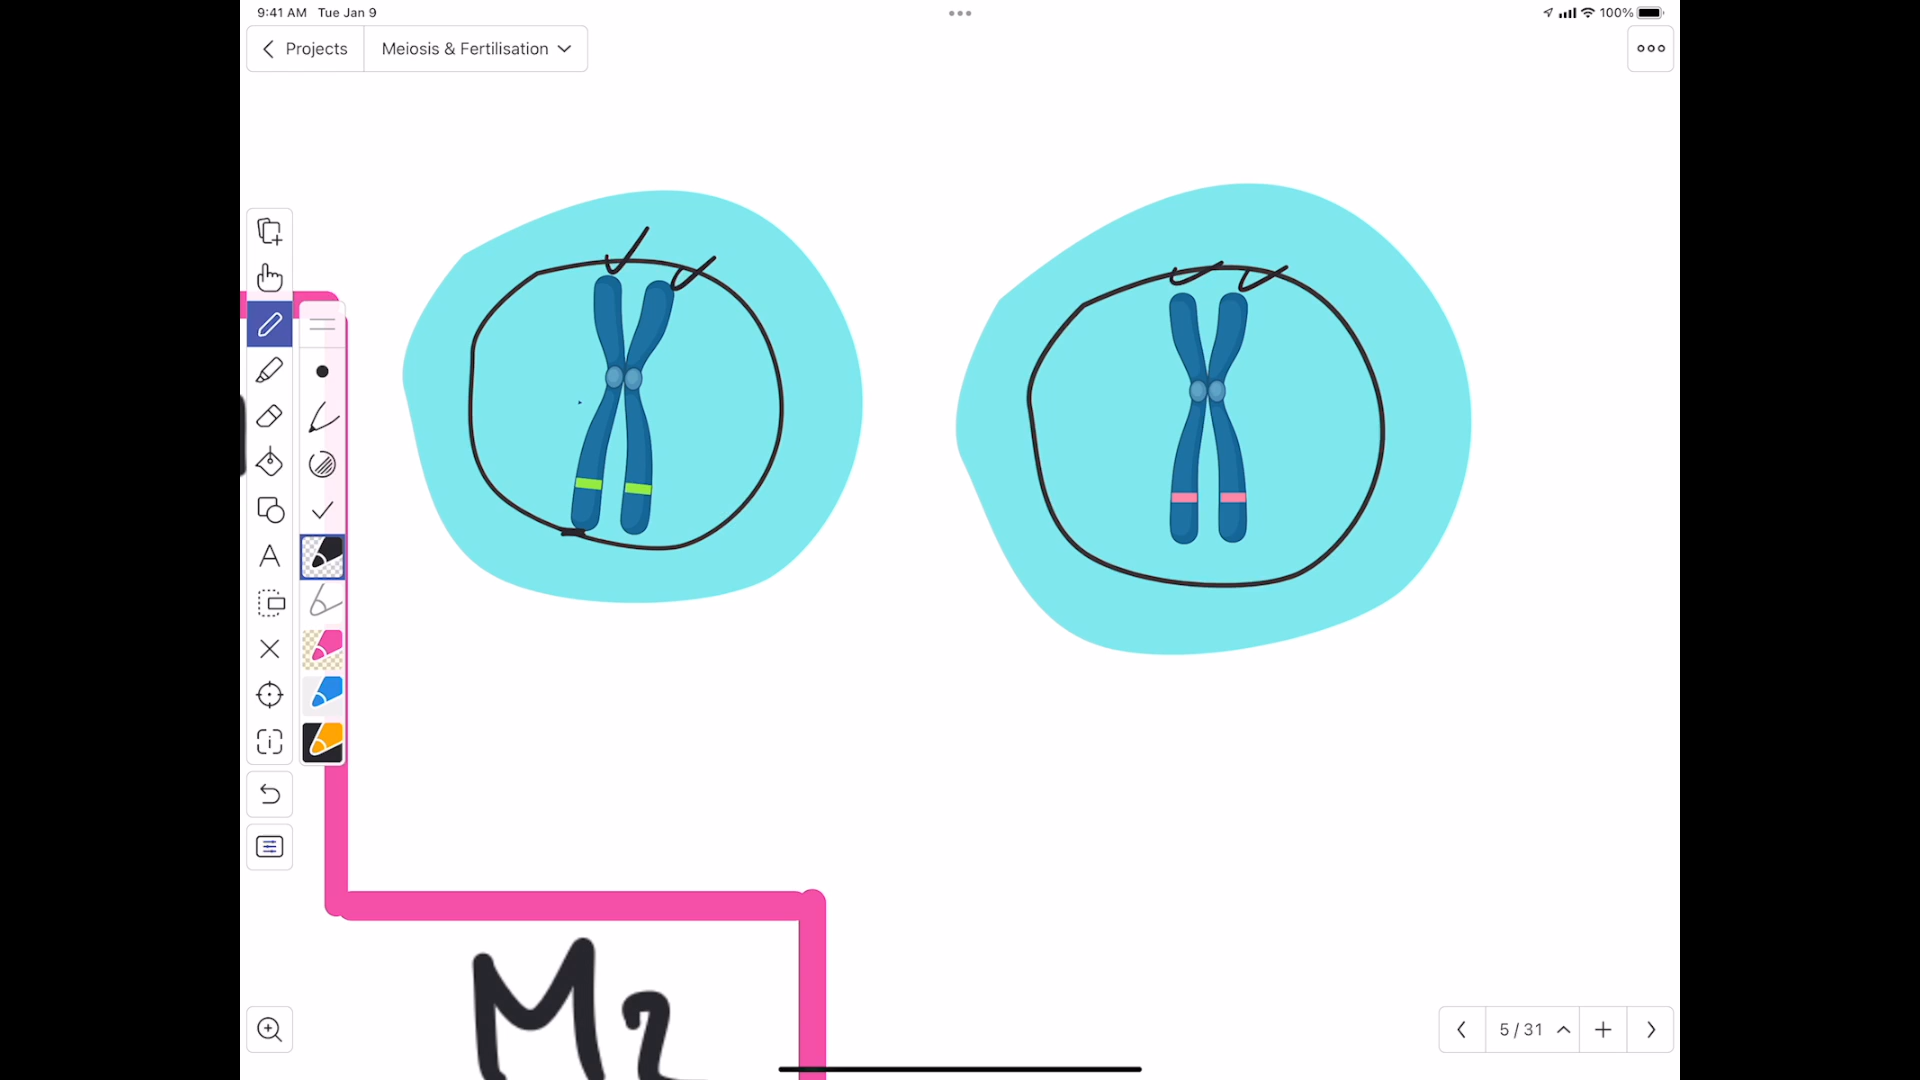 9:41 AM Tue Jan 9
100%
Projects
Meiosis & Fertilisation
A
M2
5 / 31